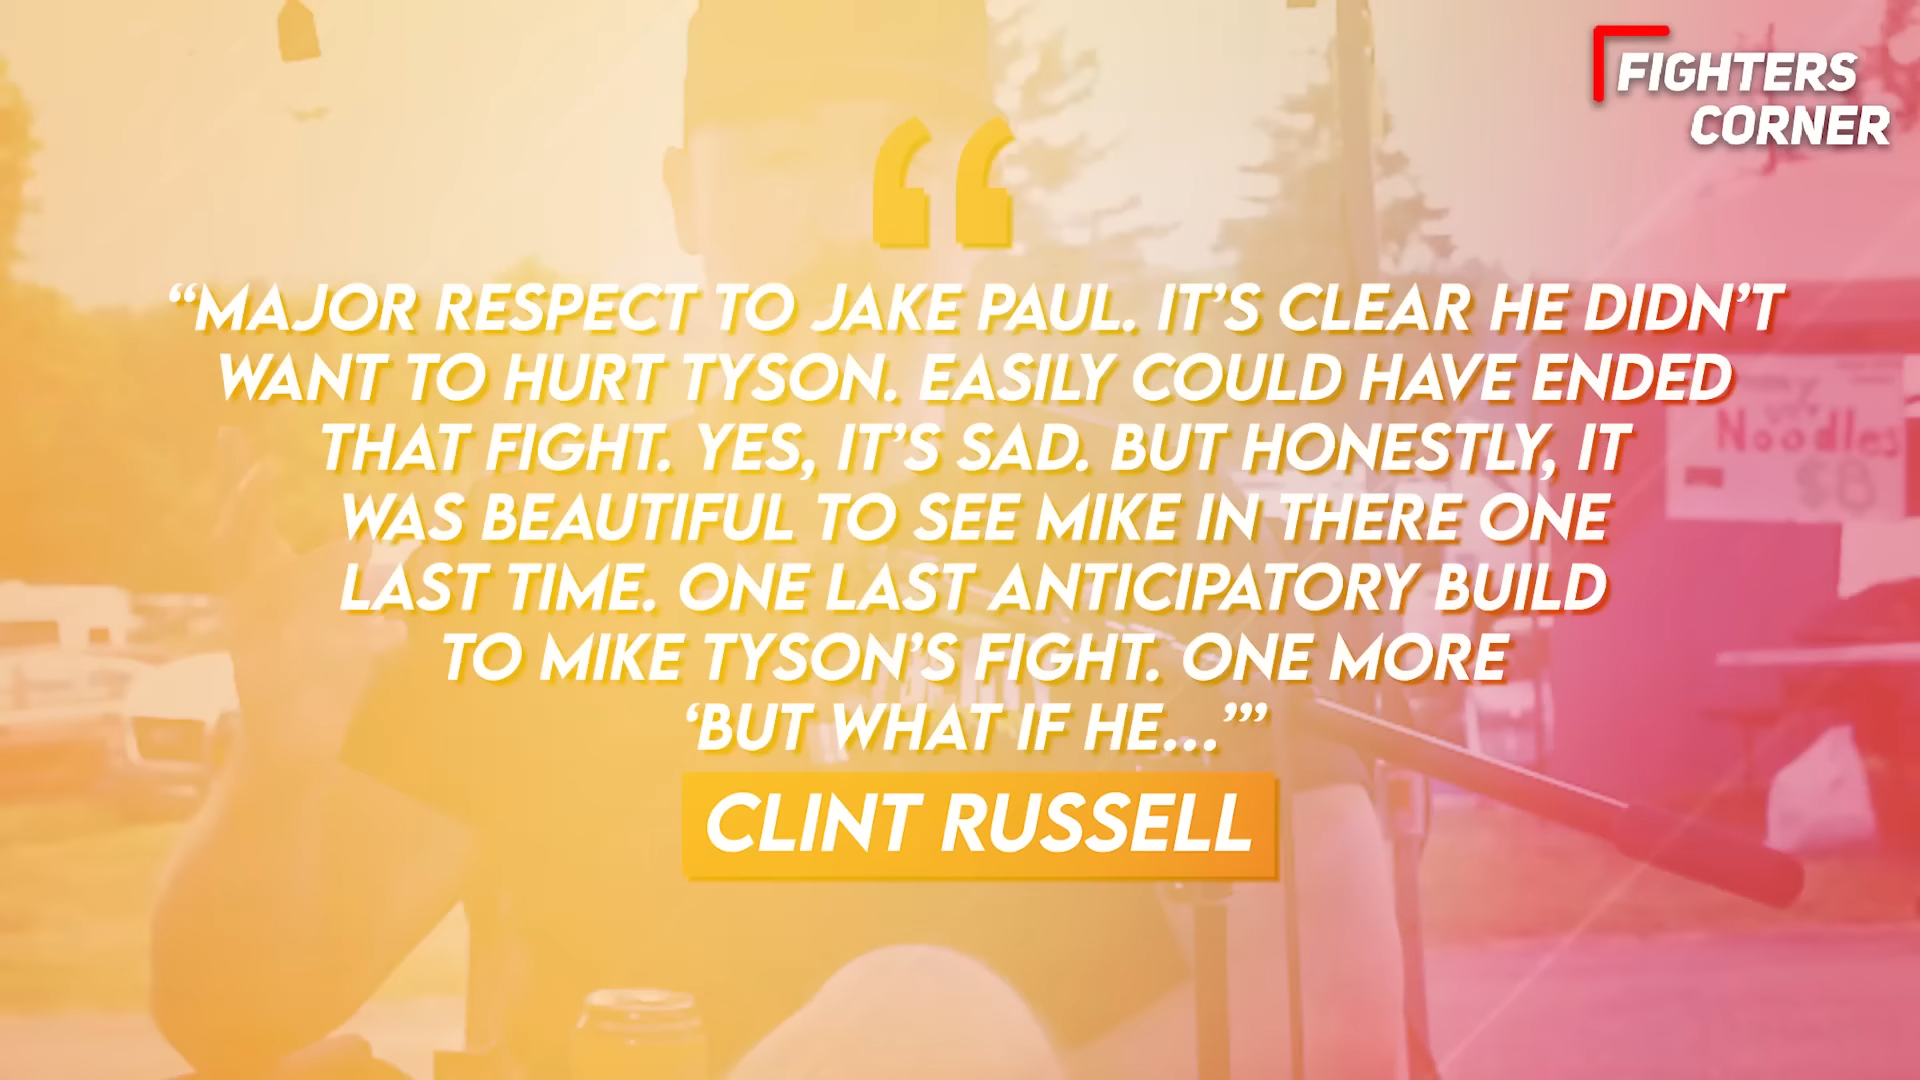 FIGHTERS
CORNER
“
“MAJOR RESPECT TO JAKE PAUL. IT’S CLEAR HE DIDN’T
WANT TO HURT TYSON. EASILY COULD HAVE ENDED
THAT FIGHT. YES, IT’S SAD. BUT HONESTLY, IT
WAS BEAUTIFUL TO SEE MIKE IN THERE ONE
LAST TIME. ONE LAST ANTICIPATORY BUILD
TO MIKE TYSON’S FIGHT. ONE MORE
‘BUT WHAT IF HE...’”
CLINT RUSSELL
Noodles
$8